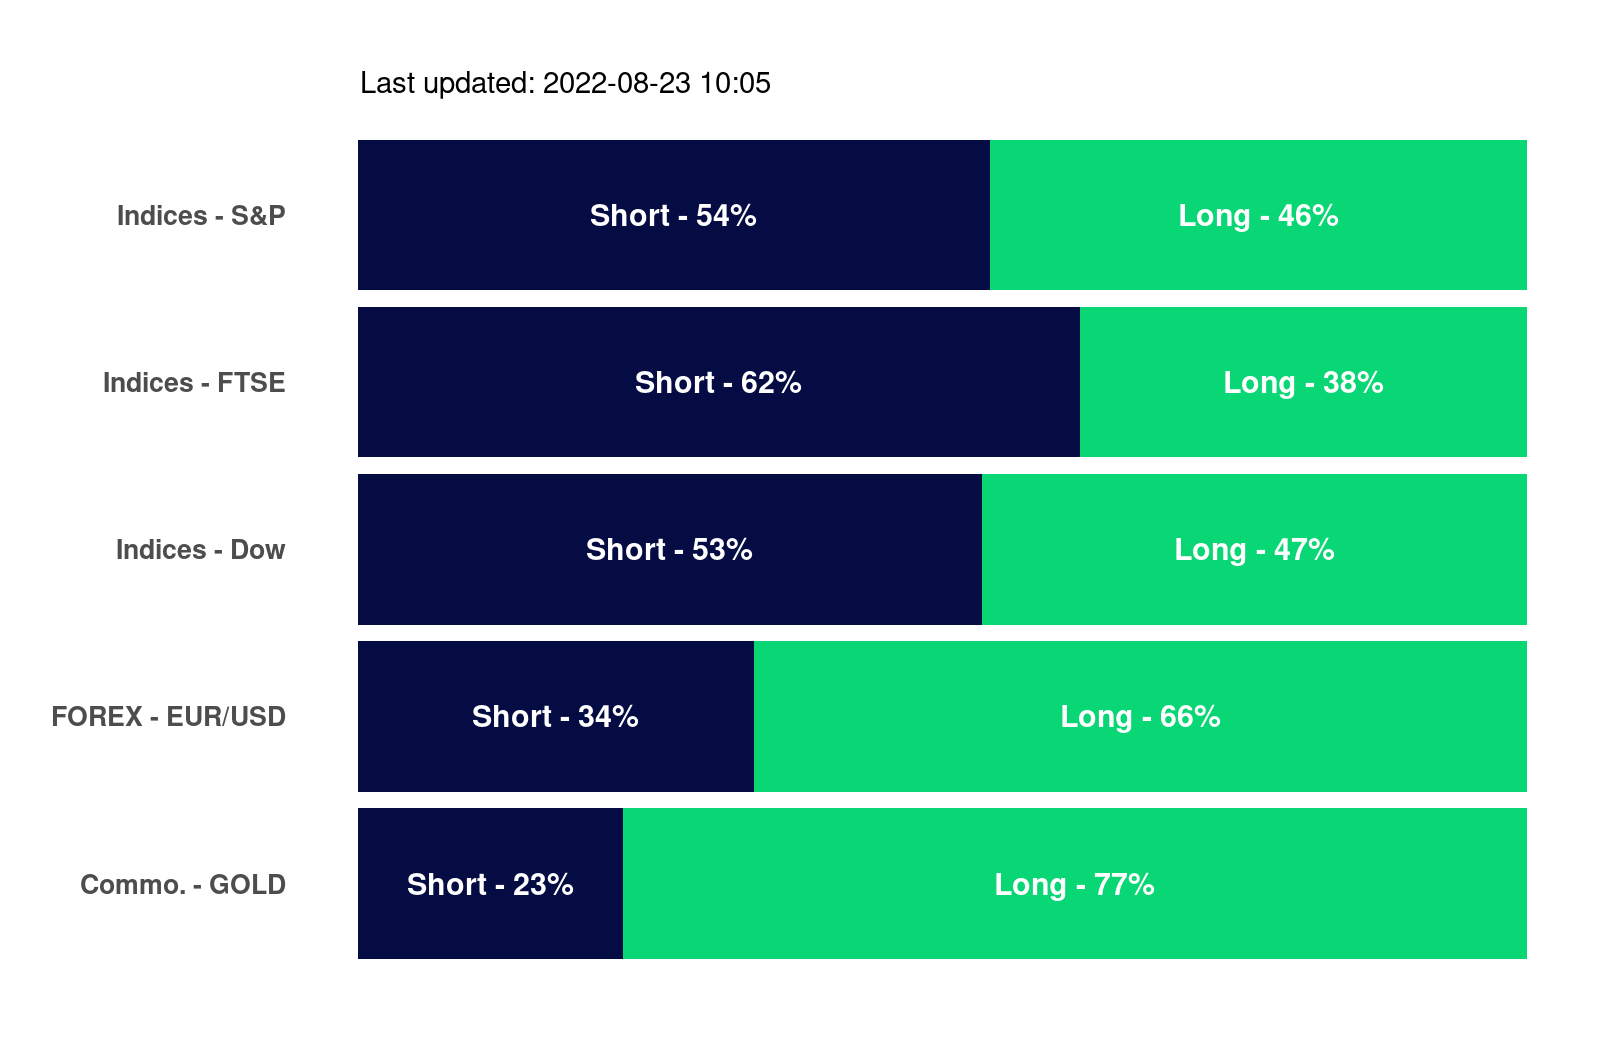 Last updated: 2022-08-23 10:05
Indices - S&P Short - 54% Long - 46%
Indices - FTSE Short - 62% Long - 38%
Indices - Dow Short - 53% Long - 47%
FOREX - EUR/USD Short - 34% Long - 66%
Commo. - GOLD Short - 23% Long - 77%